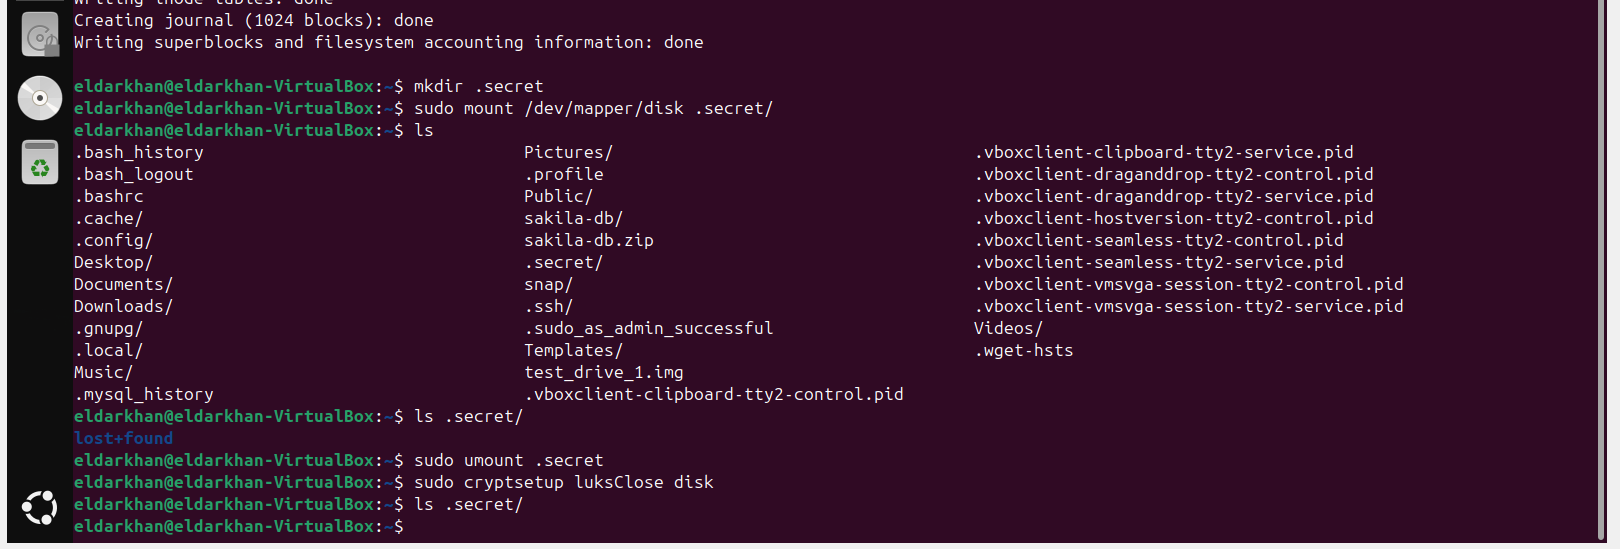 Writing inode tables: done
Creating journal (1024 blocks): done
Writing superblocks and filesystem accounting information: done
eldarkhan@eldarkhan-VirtualBox:~$ mkdir .secret
eldarkhan@eldarkhan-VirtualBox:~$ sudo mount /dev/mapper/disk .secret/
eldarkhan@eldarkhan-VirtualBox:~$ ls
.bash_history Pictures/ .vboxclient-clipboard-tty2-service.pid
.bash_logout .profile .vboxclient-draganddrop-tty2-control.pid
.bashrc Public/ .vboxclient-draganddrop-tty2-service.pid
.cache/ sakila-db/ .vboxclient-hostversion-tty2-control.pid
.config/ sakila-db.zip .vboxclient-seamless-tty2-control.pid
Desktop/ .secret/ .vboxclient-seamless-tty2-service.pid
Documents/ snap/ .vboxclient-vmsvga-session-tty2-control.pid
Downloads/ .ssh/ .vboxclient-vmsvga-session-tty2-service.pid
.gnupg/ .sudo_as_admin_successful Videos/
.local/ Templates/ .wget-hsts
Music/ test_drive_1.img
.mysql_history .vboxclient-clipboard-tty2-control.pid
eldarkhan@eldarkhan-VirtualBox:~$ ls .secret/
lost+found
eldarkhan@eldarkhan-VirtualBox:~$ sudo umount .secret
eldarkhan@eldarkhan-VirtualBox:~$ sudo cryptsetup luksClose disk
eldarkhan@eldarkhan-VirtualBox:~$ ls .secret/
eldarkhan@eldarkhan-VirtualBox:~$